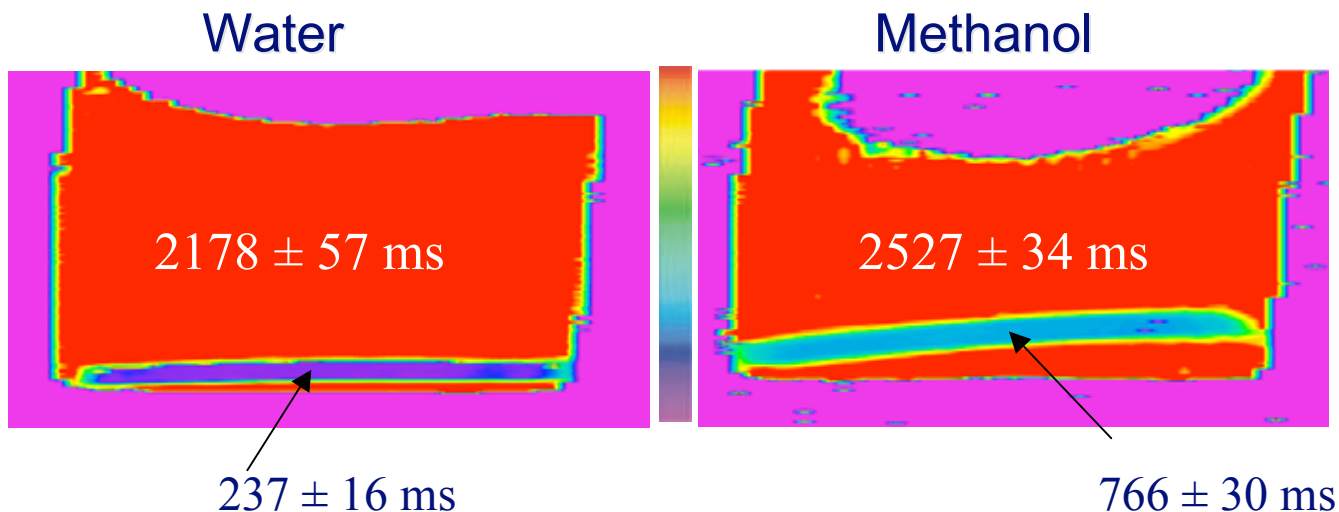 Water
Methanol
2178 ± 57 ms
2527 ± 34 ms
237 ± 16 ms
766 ± 30 ms